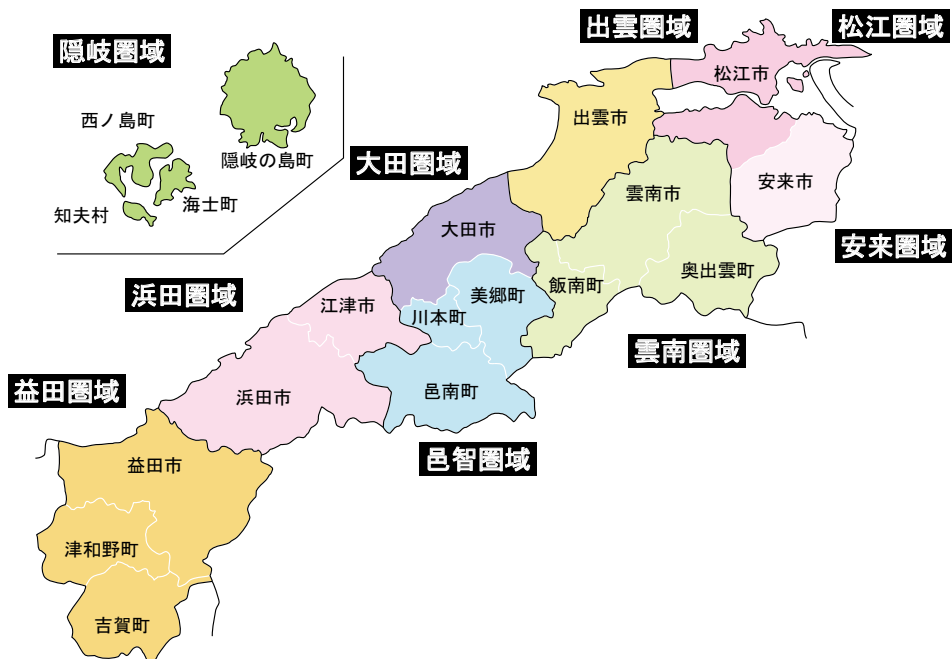 出雲圏域
松江圏域
隠岐圏域
松江市
出雲市
西ノ島町
隠岐の島町
大田圏域
安来市
雲南市
海士町
知夫村
大田市
安来圏域
奥出雲町
飯南町
美郷町
浜田圏域
江津市
川本町
雲南圏域
益田圏域
邑南町
浜田市
邑智圏域
益田市
津和野町
吉賀町